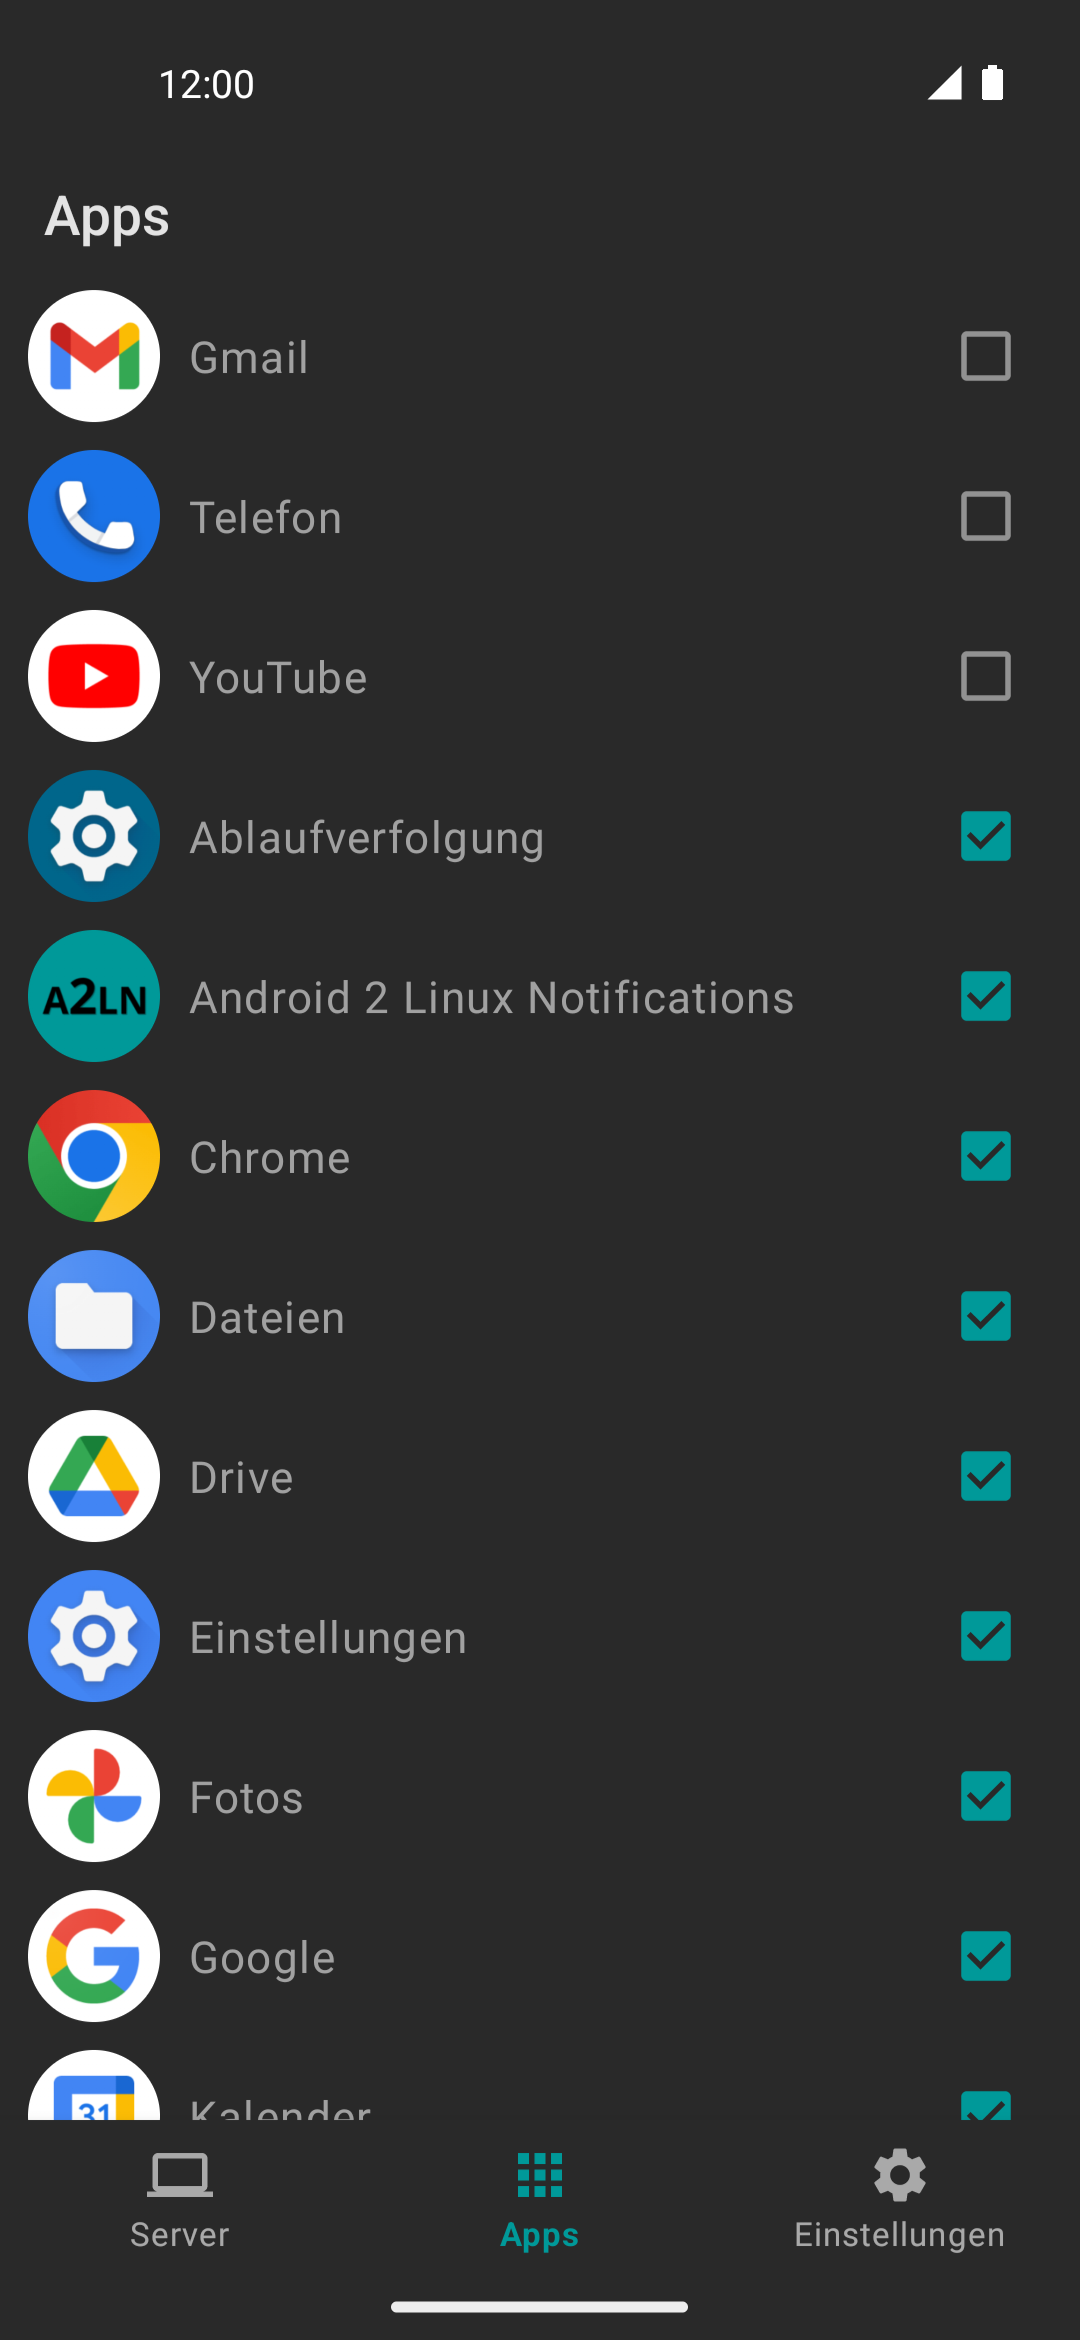 12:00
Apps
Gmail
Telefon
YouTube
Ablaufverfolgung
A2LN
Android 2 Linux Notifications
Chrome
Dateien
Drive
Einstellungen
Fotos
Google
31
Kalender
Server
Apps
Einstellungen